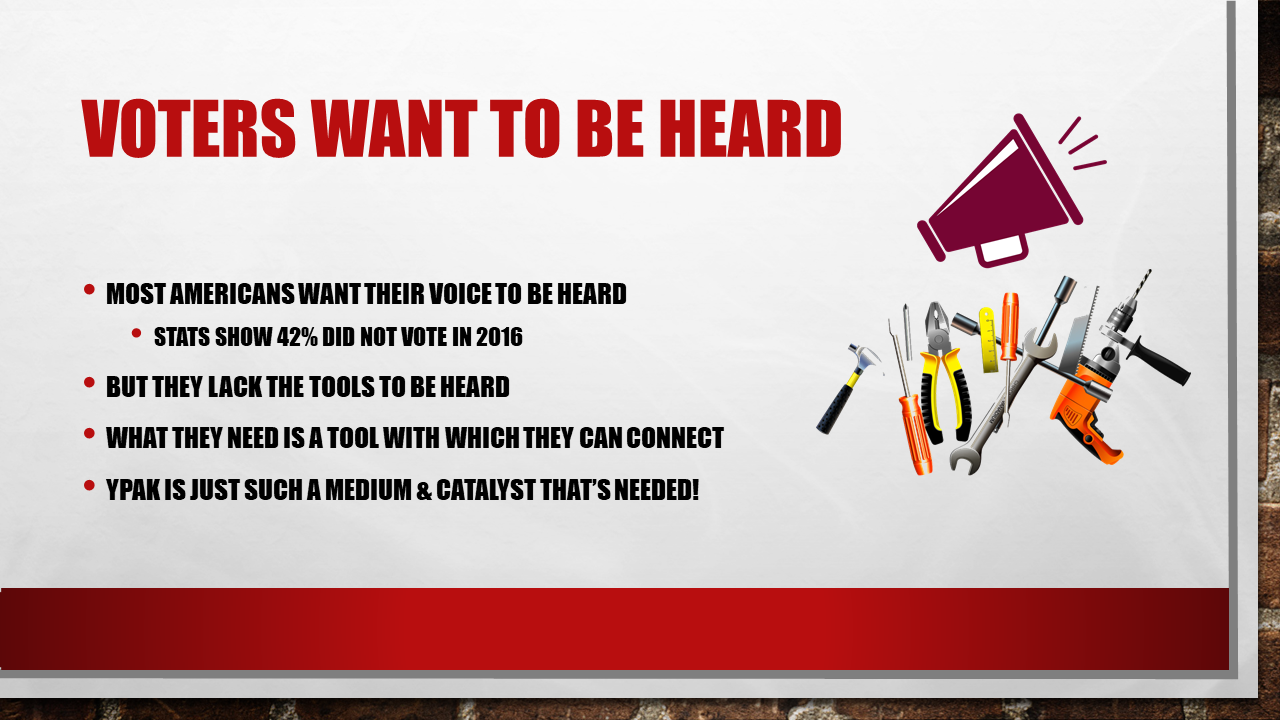 VOTERS WANT TO BE HEARD
• MOST AMERICANS WANT THEIR VOICE TO BE HEARD
• STATS SHOW 42% DID NOT VOTE IN 2016
• BUT THEY LACK THE TOOLS TO BE HEARD
• WHAT THEY NEED IS A TOOL WITH WHICH THEY CAN CONNECT
• YPAK IS JUST SUCH A MEDIUM & CATALYST THAT’S NEEDED!